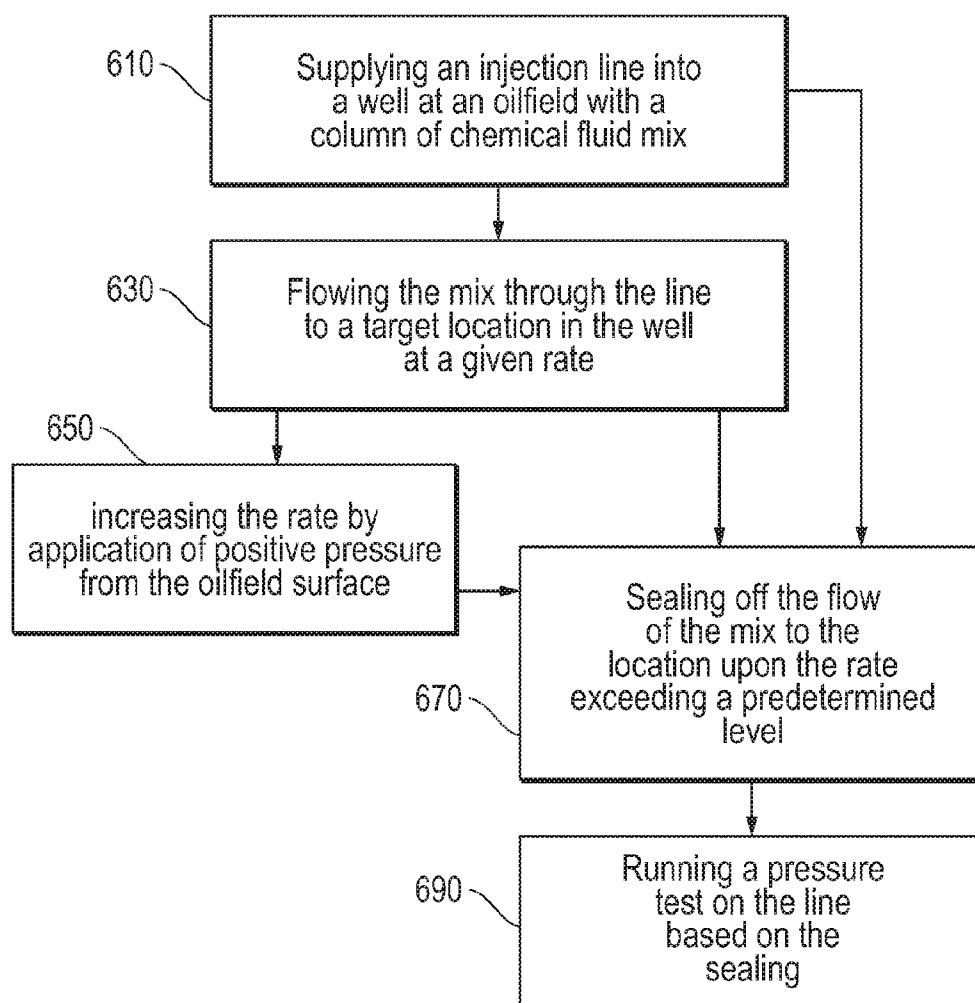 610
Supplying an injection line into
a well at an oilfield with a
column of chemical fluid mix
630
Flowing the mix through the line
to a target location in the well
at a given rate
650
increasing the rate by
application of positive pressure
from the oilfield surface
670
Sealing off the flow
of the mix to the
location upon the rate
exceeding a predetermined
level
690
Running a pressure
test on the line
based on the
sealing